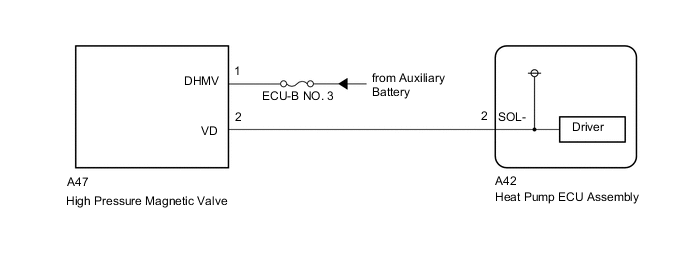 DHMV
1
ECU-B NO. 3
from Auxiliary
Battery
VD
2
2
SOL-
Driver
A47
High Pressure Magnetic Valve
A42
Heat Pump ECU Assembly